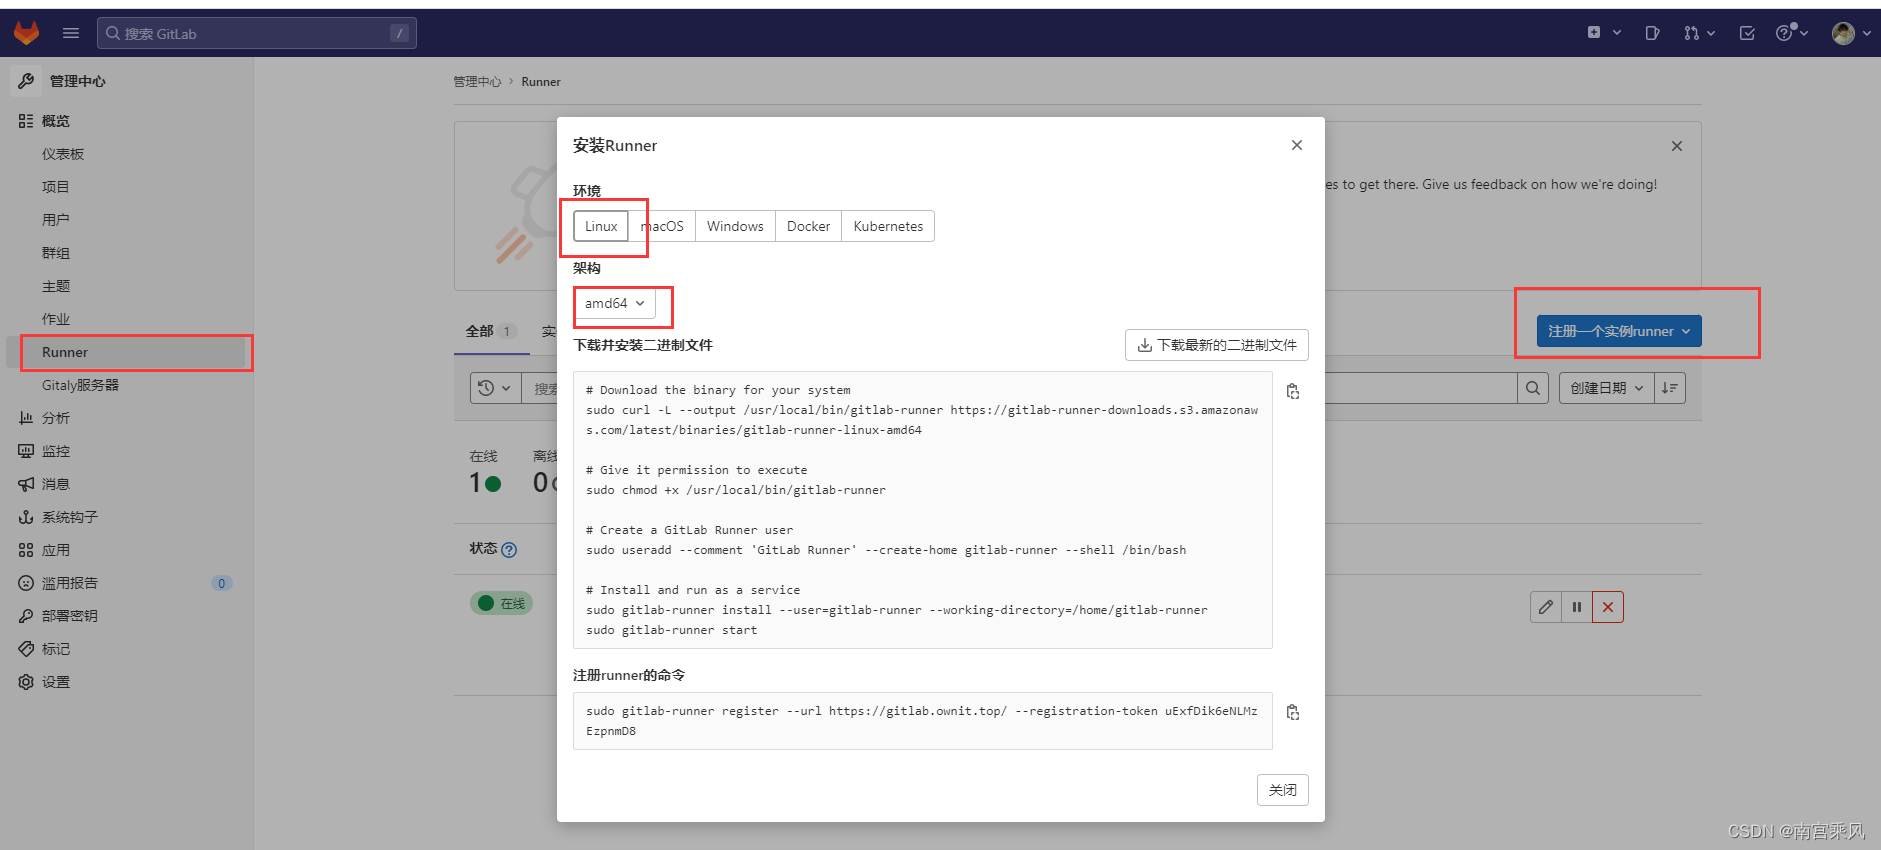 搜索 GitLab /
管理中心
概览
仪表板
项目
用户
群组
主题
作业
Runner
Gitaly服务器
分析
监控
消息
系统钩子
应用
滥用报告 0
部署密钥
标记
设置
管理中心 › Runner
es to get there. Give us feedback on how we're doing!
全部 1
实
注册一个实例runner
搜索
创建日期
在线
离线
1
0
状态
在线
安装Runner
环境
Linux macOS Windows Docker Kubernetes
架构
amd64
下载并安装二进制文件
下载最新的二进制文件
# Download the binary for your system
sudo curl -L --output /usr/local/bin/gitlab-runner https://gitlab-runner-downloads.s3.amazonaw
s.com/latest/binaries/gitlab-runner-linux-amd64
# Give it permission to execute
sudo chmod +x /usr/local/bin/gitlab-runner
# Create a GitLab Runner user
sudo useradd --comment 'GitLab Runner' --create-home gitlab-runner --shell /bin/bash
# Install and run as a service
sudo gitlab-runner install --user=gitlab-runner --working-directory=/home/gitlab-runner
sudo gitlab-runner start
注册runner的命令
sudo gitlab-runner register --url https://gitlab.ownit.top/ --registration-token uExfDik6eNLMz
EzpnmD8
关闭
CSDN @南宫乘风